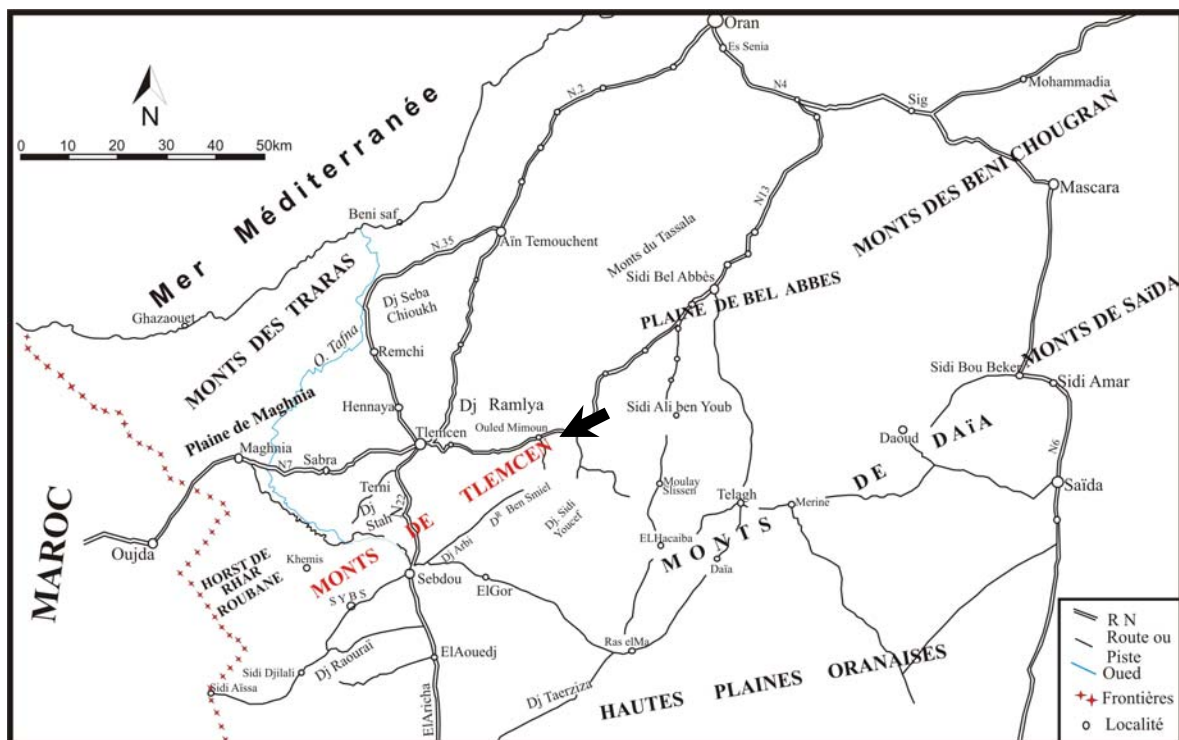 Oran
Es Senia
N4
Mohammadia
Sig
N.2
N
0 10 20 30 40 50km
Mer Méditerranée
MONTS DES BENI CHOUGRAN
Mascara
N13
Beni saf
N.35
Aïn Temouchent
Monts du Tassala
Sidi Bel Abbès
PLAINE DE BEL ABBES
Dj Seba
Chioukh
Ghazaouet
MONTS DES TRARAS
O. Tafna
Remchi
MONTS DE SAÏDA
Sidi Bou Beker
Sidi Amar
Hennaya
Dj Ramlya
Ouled Mimoun
Sidi Ali ben Youb
Plaine de Maghnia
Tlemcen
Daoud
Maghnia
N7
Sabra
MONTS DE TLEMCEN
MONTS DE DAÏA
N6
Saïda
Terni
Dj
Stah
N22
Dᴿ Ben Smiel
Dj. Sidi
Youcef
Moulay
Slissen
Telagh
Merine
MAROC
Oujda
Dj Arbi
ELHacaiba
Daïa
Khemis
HORST DE
RHAR
ROUBANE
Sebdou
ElGor
S Y B S
Ras elMa
Dj Raouraï
ElAouedj
Sidi Djilali
Sidi Aïssa
Dj Taerziza
HAUTES PLAINES ORANAISES
ElAricha
R N
Route ou
Piste
Oued
Frontières
Localité